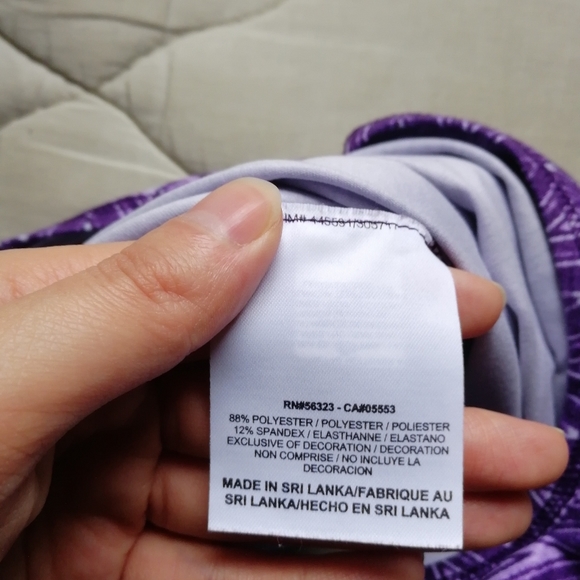 RN#56323 - CA#05553
88% POLYESTER / POLYESTER / POLIESTER
12% SPANDEX / ELASTHANNE / ELASTANO
EXCLUSIVE OF DECORATION / DECORATION
NON COMPRISE / NO INCLUYE LA
DECORACION
MADE IN SRI LANKA/FABRIQUE AU
SRI LANKA/HECHO EN SRI LANKA